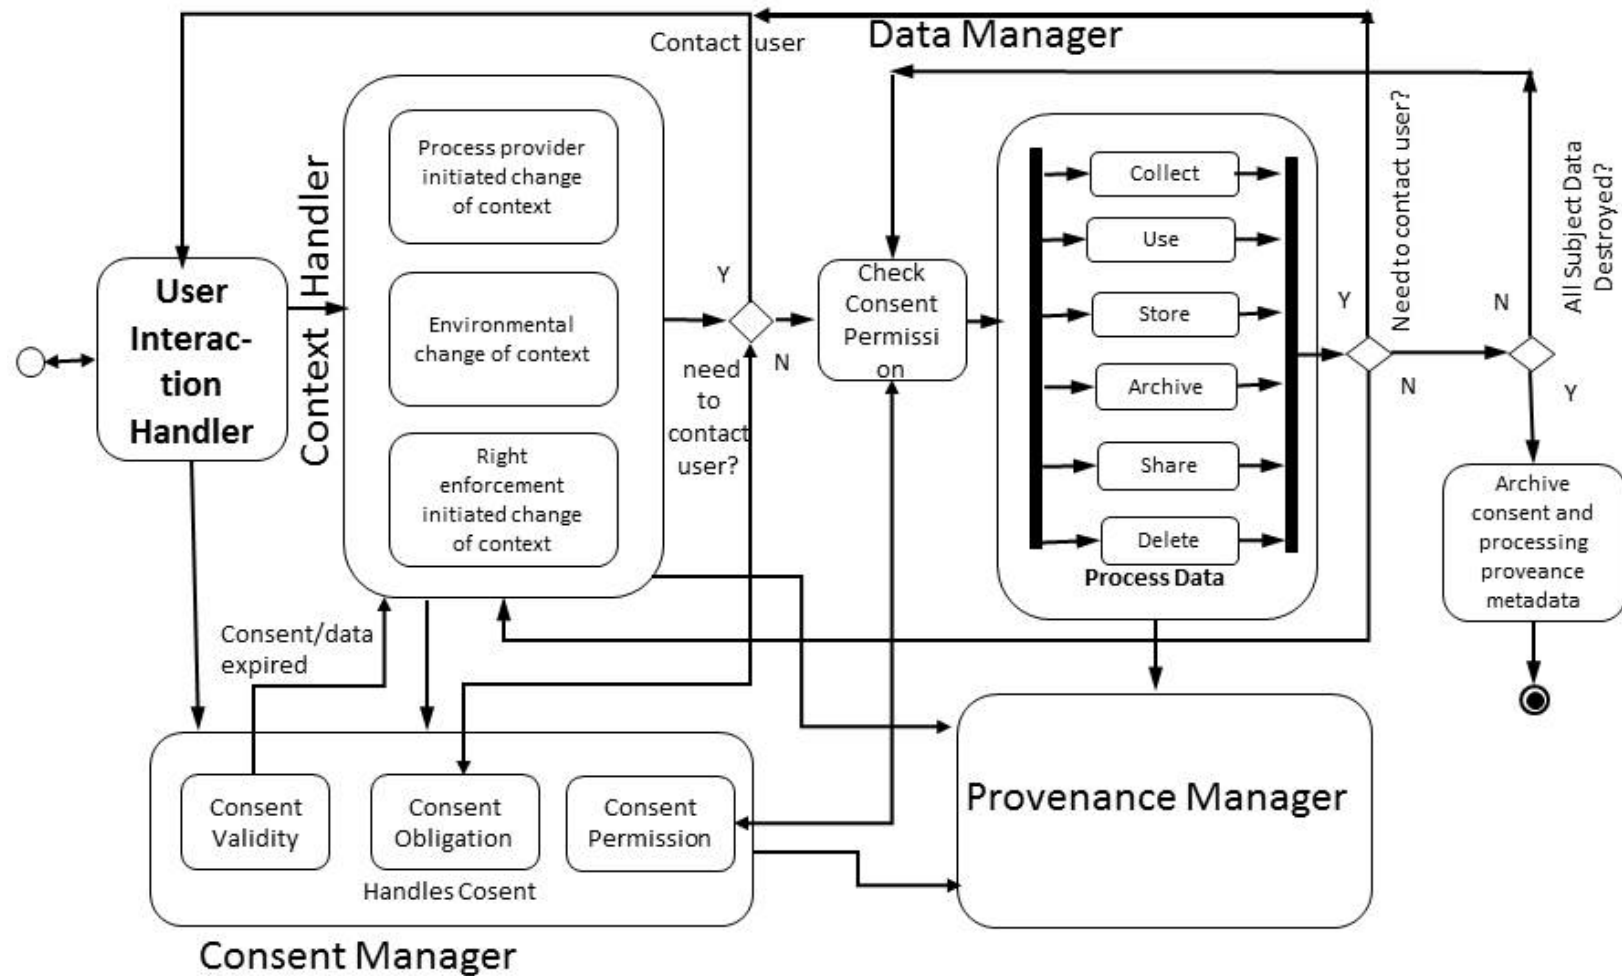 Contact user
Data Manager
Process provider
initiated change
of context
Environmental
change of context
Right
enforcement
initiated change
of context
Context Handler
User
Interac-
tion
Handler
Y
N
need
to
contact
user?
Check
Consent
Permissi
on
Collect
Use
Store
Archive
Share
Delete
Process Data
Need to contact user?
Y
N
All Subject Data
Destroyed?
N
Y
Archive
consent and
processing
proveance
metadata
Consent/data
expired
Consent
Validity
Consent
Obligation
Consent
Permission
Handles Cosent
Consent Manager
Provenance Manager